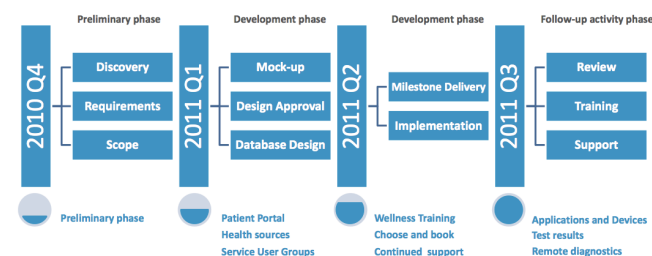 Preliminary phase
Development phase
Development phase
Follow-up activity phase
2010 Q4
Discovery
Requirements
Scope
2011 Q1
Mock-up
Design Approval
Database Design
2011 Q2
Milestone Delivery
Implementation
2011 Q3
Review
Training
Support
Preliminary phase
Patient Portal
Health sources
Service User Groups
Wellness Training
Choose and book
Continued support
Applications and Devices
Test results
Remote diagnostics